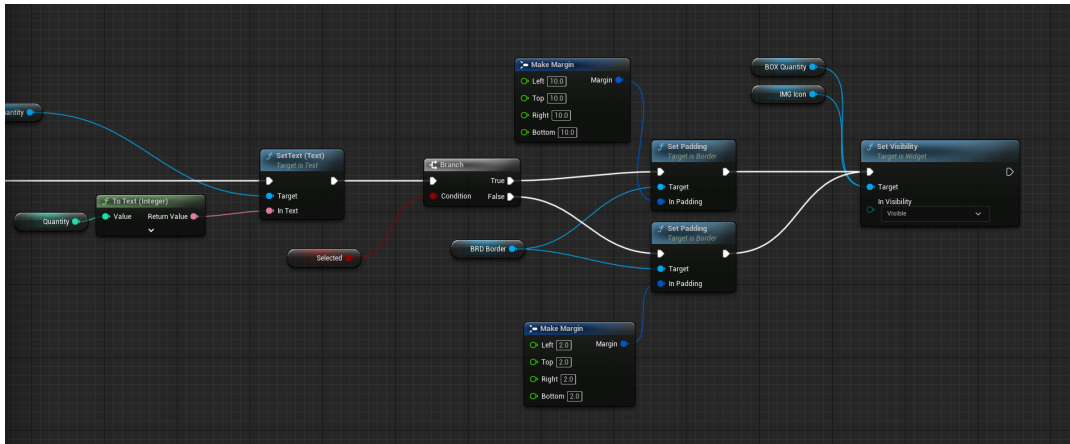 antity
SetText (Text)
Target is Text
Target
In Text
To Text (Integer)
Value
Return Value
Quantity
Branch
True
Condition
False
Selected
Make Margin
Left 10.0
Margin
Top 10.0
Right 10.0
Bottom 10.0
BRD Border
Set Padding
Target is Border
Target
In Padding
Set Padding
Target is Border
Target
In Padding
Make Margin
Left 2.0
Margin
Top 2.0
Right 2.0
Bottom 2.0
BOX Quantity
IMG Icon
Set Visibility
Target is Widget
Target
In Visibility
Visible